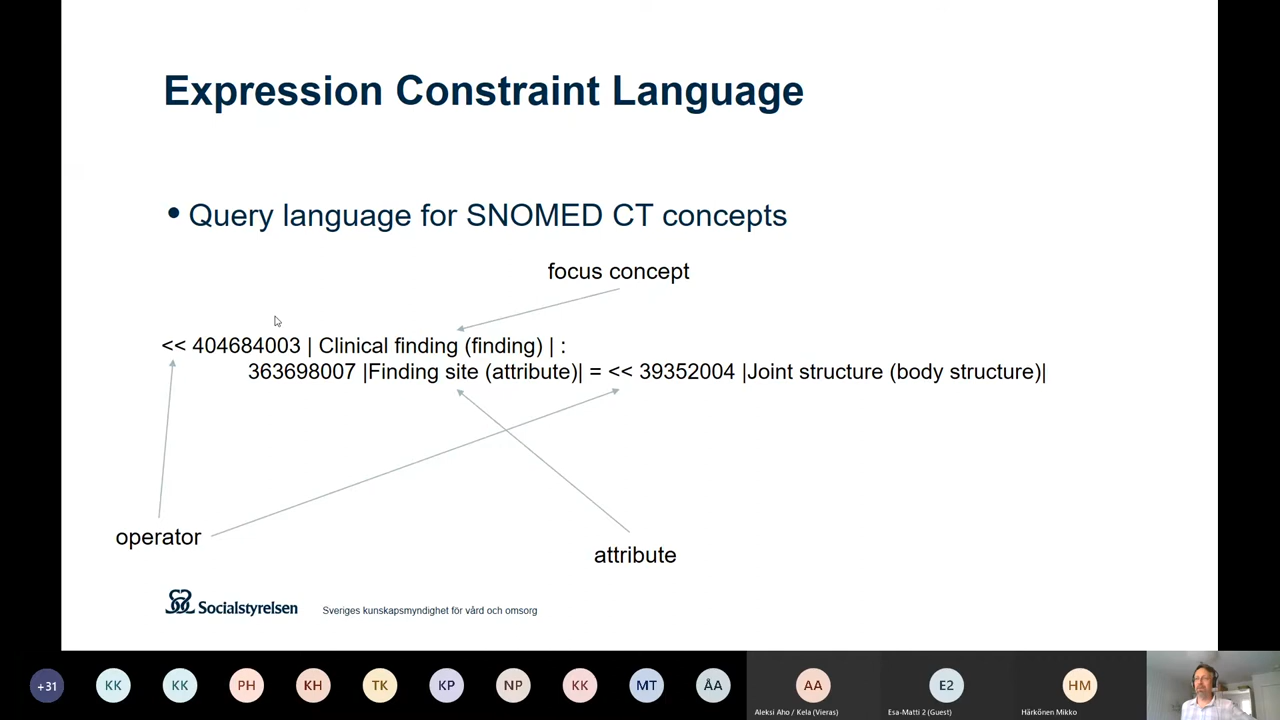 Expression Constraint Language
• Query language for SNOMED CT concepts
focus concept
<< 404684003 | Clinical finding (finding) | :
363698007 |Finding site (attribute)| = << 39352004 |Joint structure (body structure)|
operator
attribute
Socialstyrelsen
Sveriges kunskapsmyndighet för vård och omsorg
+31
KK
KK
PH
KH
TK
KP
NP
KK
MT
ÅA
AA
E2
HM
Aleksi Aho / Kela (Vieras)
Esa-Matti 2 (Guest)
Härkönen Mikko